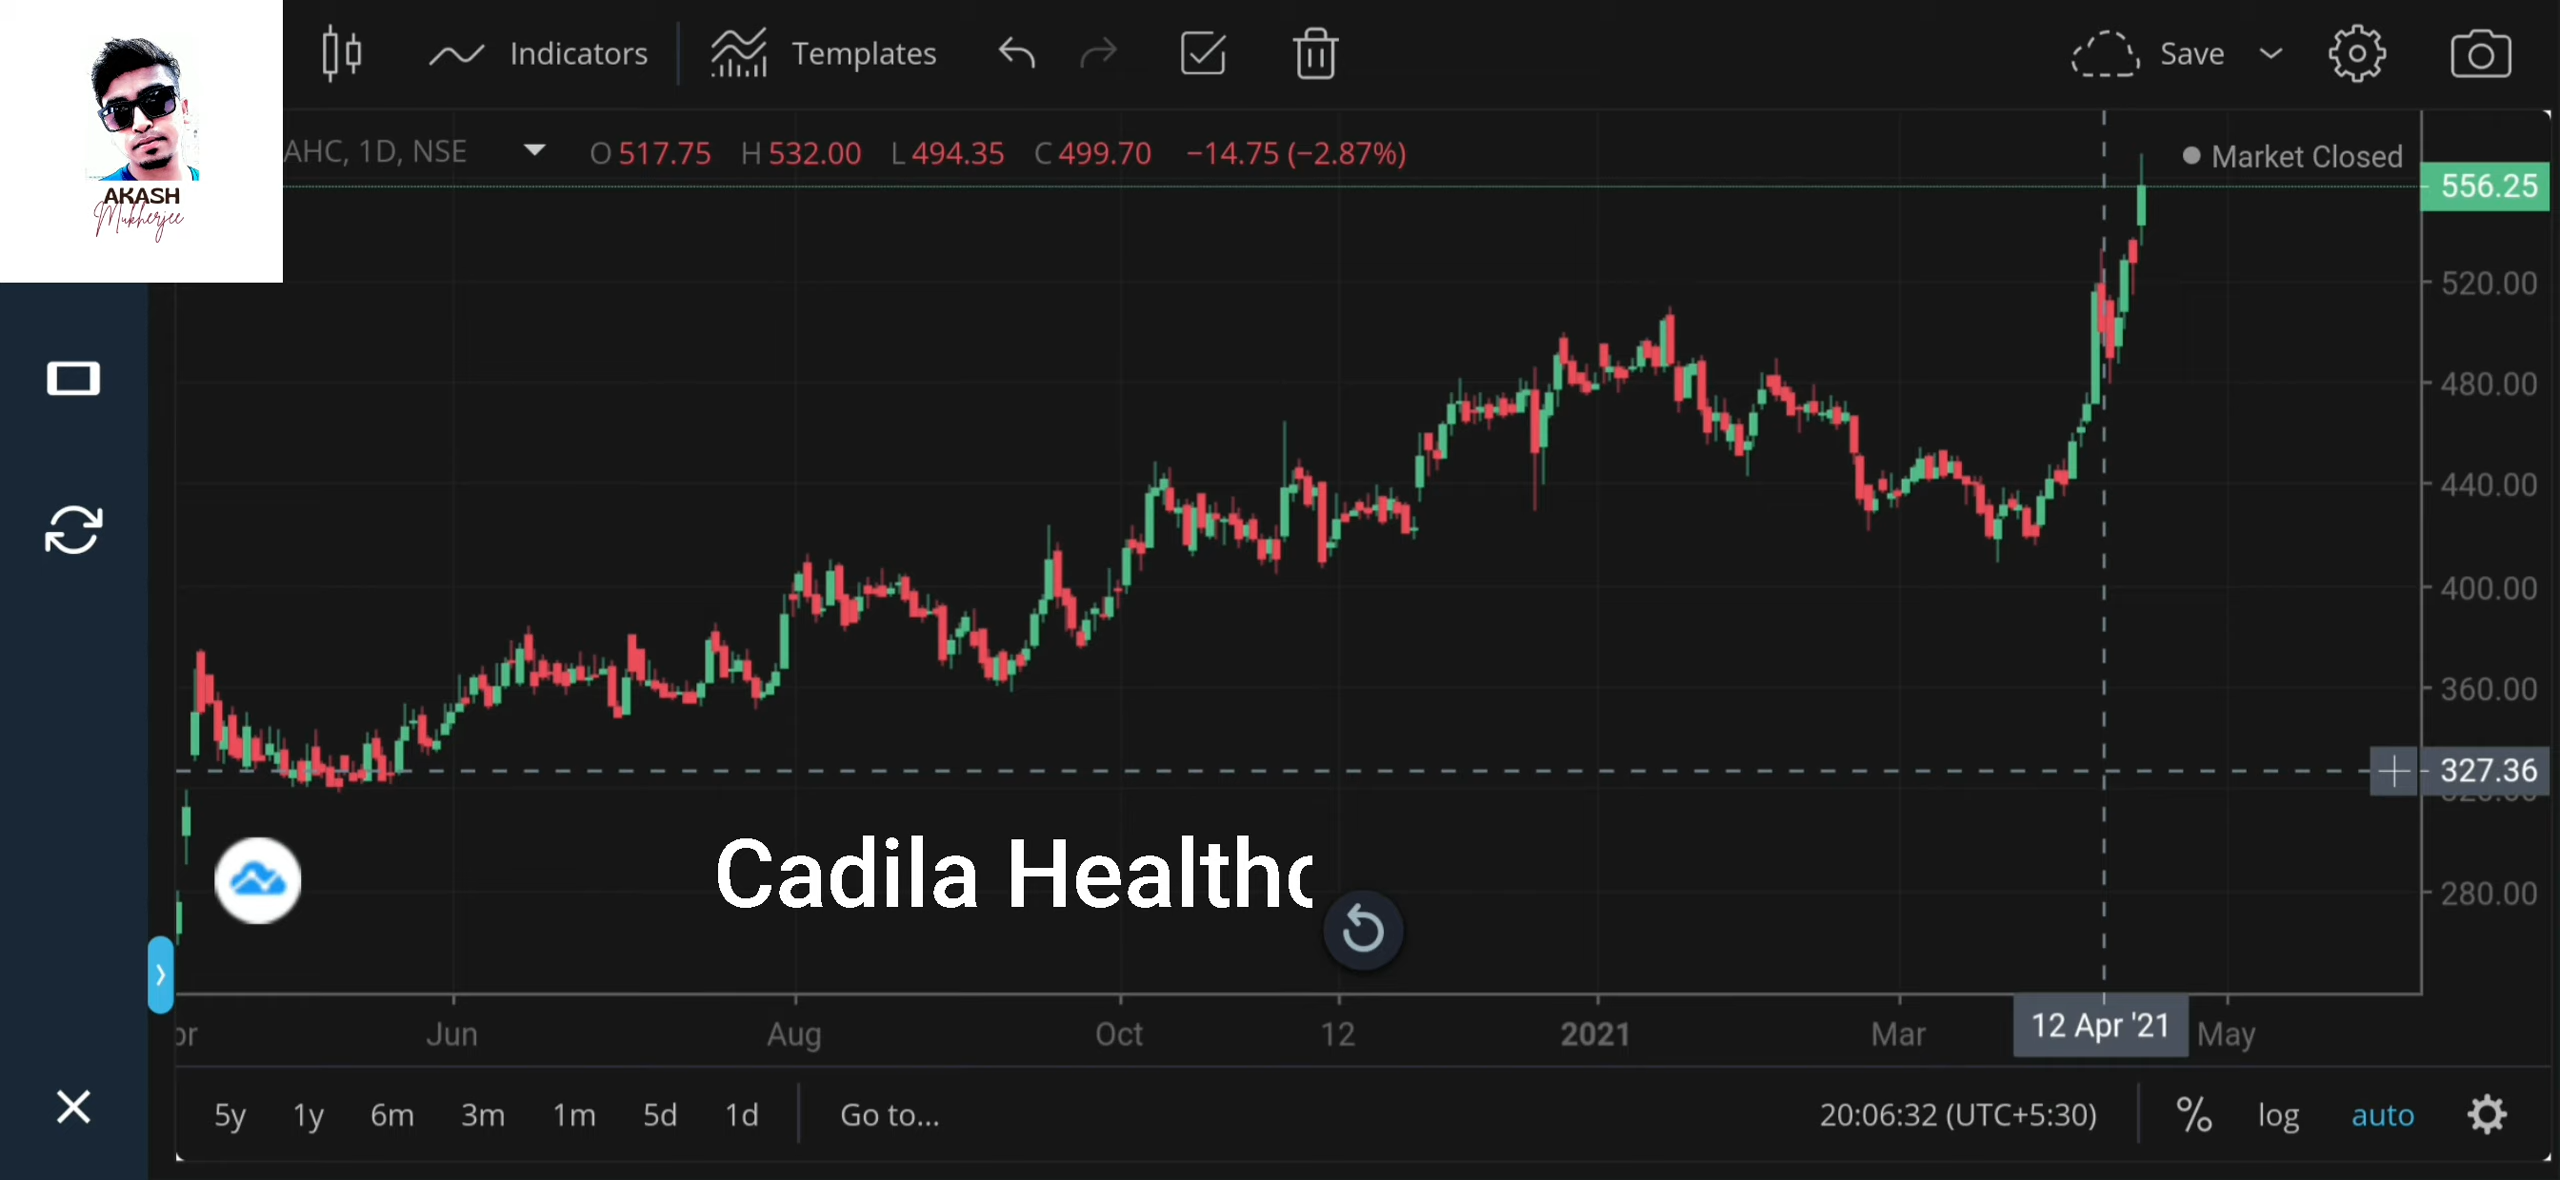 Indicators
Templates
Save
AKASH
Mukherjee
AHC, 1D, NSE
O 517.75 H 532.00 L 494.35 C 499.70 −14.75 (−2.87%)
Market Closed
556.25
520.00
480.00
440.00
400.00
360.00
327.36
280.00
Cadila Healthc
pr Jun Aug Oct 12 2021 Mar 12 Apr '21 May
5y 1y 6m 3m 1m 5d 1d Go to... 20:06:32 (UTC+5:30) % log auto